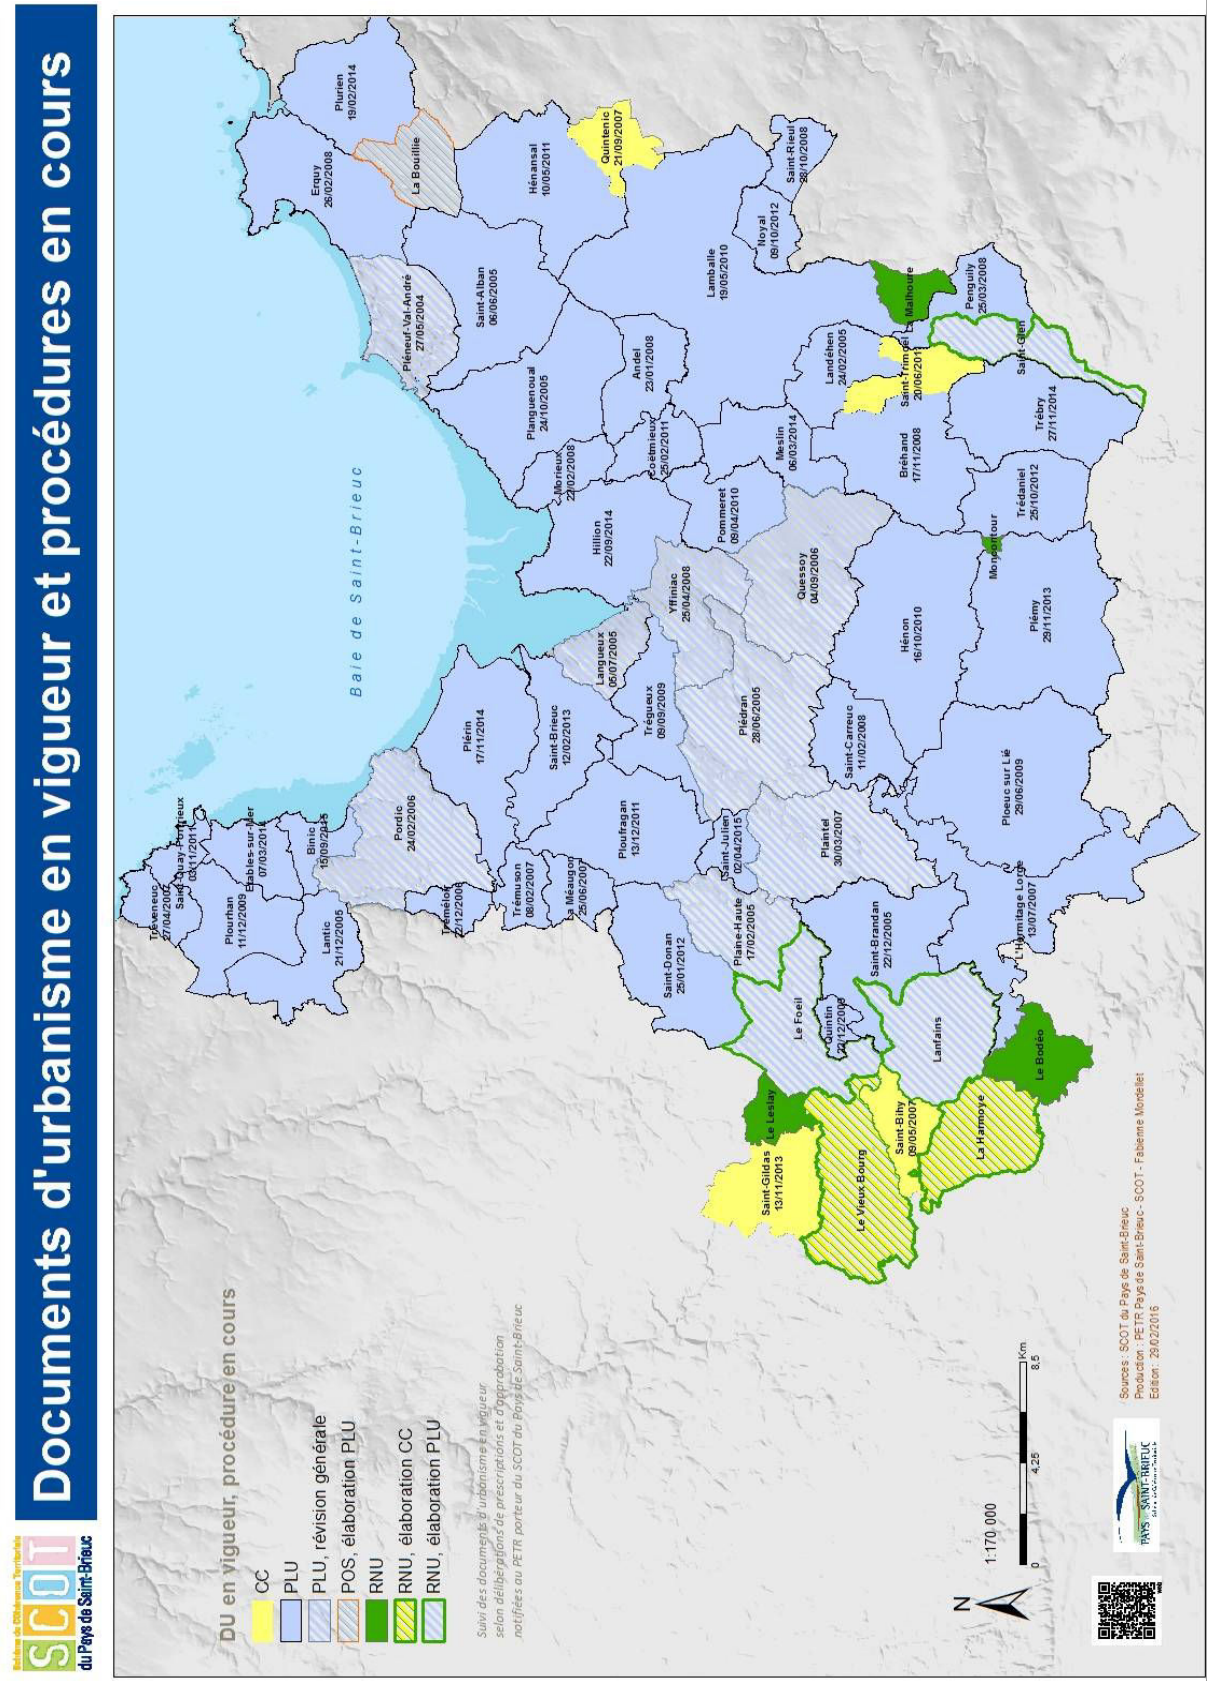 Documents d'urbanisme en vigueur et procédures en cours
Schéma de Cohérence Territoriale
SCOT
du Pays de Saint-Brieuc
Baie de Saint-Brieuc
Plurien
19/02/2014
Erquy
26/02/2008
La Bouillie
Hénansal
10/05/2011
Quintenic
21/09/2007
Saint-Rieul
28/10/2008
Noyal
09/10/2012
Lamballe
19/05/2010
Pléneuf-Val-André
27/05/2004
Saint-Alban
06/06/2005
Planguenoual
24/10/2005
Andel
23/01/2008
Morieux
22/02/2008
Coëtmieux
25/02/2011
Landéhen
24/02/2005
La Malhoure
Penguily
25/03/2008
Saint-Trimoël
20/06/201
Saint-Glen
Trébry
27/11/2014
Meslin
06/03/2014
Bréhand
17/11/2008
Trédaniel
25/10/2012
Moncontour
Hillion
22/09/2014
Pommeret
09/04/2010
Quessoy
04/09/2006
Yffiniac
25/04/2008
Langueux
05/07/2005
Trégueux
09/09/2009
Plédran
28/06/2005
Hénon
16/10/2010
Plémy
29/11/2013
Saint-Carreuc
11/02/2008
Ploeuc sur Lié
29/06/2009
Plérin
17/11/2014
Saint-Brieuc
12/02/2013
Ploufragan
13/12/2011
Saint-Julien
02/04/2015
Plaintel
30/03/2007
Pordic
24/02/2006
Trémuson
08/02/2007
La Méaugon
25/06/2007
Tréméloir
22/12/2006
Saint-Quay-Portrieux
03/11/2011
Etables-sur-Mer
07/03/2014
Binic
15/09/2015
Tréveneuc
27/04/2007
Plourhan
11/12/2009
Lantic
21/12/2005
Saint-Donan
25/01/2012
Plaine-Haute
17/02/2005
Saint-Brandan
22/12/2005
L'Hermitage Lorge
13/07/2007
Le Foeil
Quintin
Lanfains
Le Bodéo
Le Leslay
Saint-Gildas
13/11/2013
Le Vieux Bourg
Saint-Bihy
09/05/2007
La Harmoye
DU en vigueur, procédure en cours
CC
PLU
PLU, révision générale
POS, élaboration PLU
RNU
RNU, élaboration CC
RNU, élaboration PLU
Suivi des documents d'urbanisme en vigueur
selon délibérations de prescriptions et d'approbation
notifiées au PETR porteur du SCOT du Pays de Saint-Brieuc
N
1:170 000
0 4,25 8,5 Km
Sources : SCOT du Pays de Saint-Brieuc
Production : PETR Pays de Saint-Brieuc - SCOT - Fabienne Mordellet
Edition : 29/02/2016
PAYS SAINT-BRIEUC